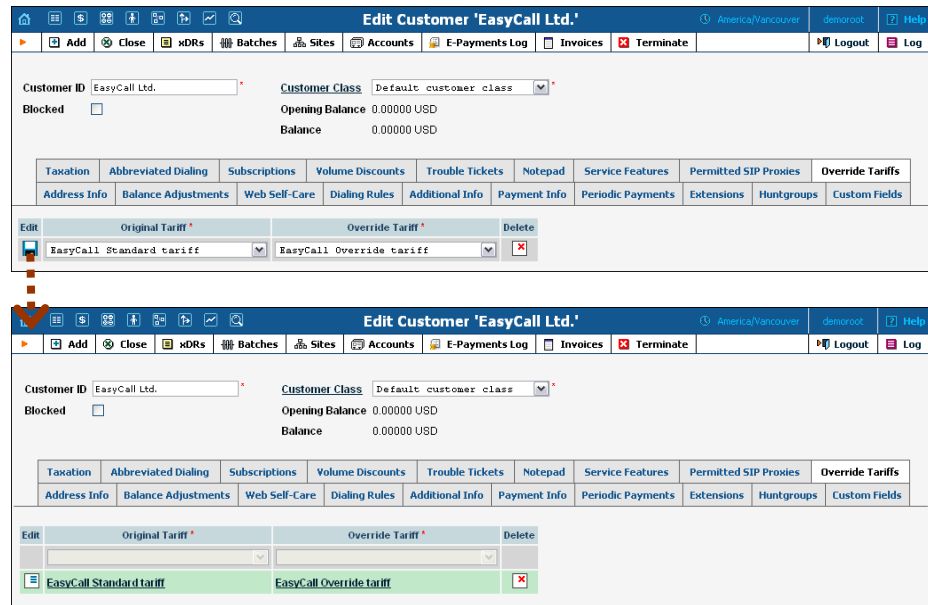 Edit Customer 'EasyCall Ltd.' America/Vancouver demoroot ? Help
Add Close xDRs Batches Sites Accounts E-Payments Log Invoices Terminate Logout Log
Customer ID EasyCall Ltd. * Customer Class Default customer class *
Blocked Opening Balance 0.00000 USD
Balance 0.00000 USD
Taxation Abbreviated Dialing Subscriptions Volume Discounts Trouble Tickets Notepad Service Features Permitted SIP Proxies Override Tariffs
Address Info Balance Adjustments Web Self-Care Dialing Rules Additional Info Payment Info Periodic Payments Extensions Huntgroups Custom Fields
Edit Original Tariff * Override Tariff * Delete
EasyCall Standard tariff EasyCall Override tariff
Edit Customer 'EasyCall Ltd.' America/Vancouver demoroot ? Help
Add Close xDRs Batches Sites Accounts E-Payments Log Invoices Terminate Logout Log
Customer ID EasyCall Ltd. * Customer Class Default customer class *
Blocked Opening Balance 0.00000 USD
Balance 0.00000 USD
Taxation Abbreviated Dialing Subscriptions Volume Discounts Trouble Tickets Notepad Service Features Permitted SIP Proxies Override Tariffs
Address Info Balance Adjustments Web Self-Care Dialing Rules Additional Info Payment Info Periodic Payments Extensions Huntgroups Custom Fields
Edit Original Tariff * Override Tariff * Delete
EasyCall Standard tariff EasyCall Override tariff